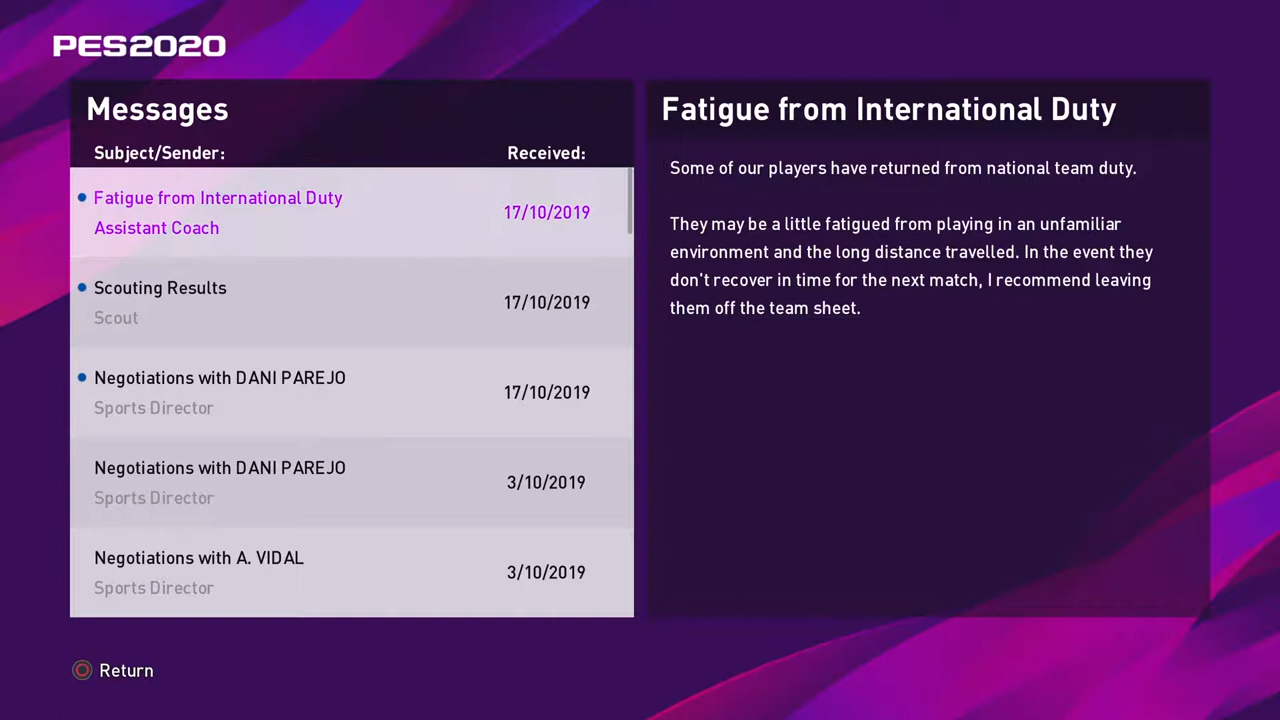 PES2020
Messages
Subject/Sender: Received:
Fatigue from International Duty
Assistant Coach
17/10/2019
Scouting Results
Scout
17/10/2019
Negotiations with DANI PAREJO
Sports Director
17/10/2019
Negotiations with DANI PAREJO
Sports Director
3/10/2019
Negotiations with A. VIDAL
Sports Director
3/10/2019
Fatigue from International Duty
Some of our players have returned from national team duty.
They may be a little fatigued from playing in an unfamiliar
environment and the long distance travelled. In the event they
don't recover in time for the next match, I recommend leaving
them off the team sheet.
Return